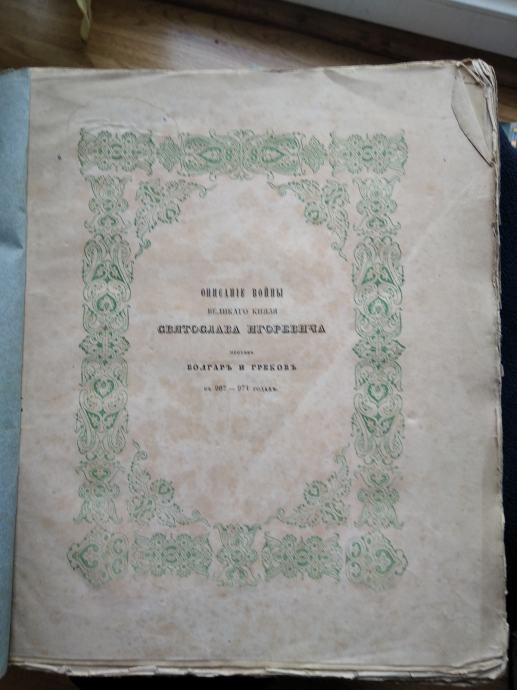 ОПИСАНІЕ ВОЙНЫ
ВЕЛИКАГО КНЯЗЯ
СВЯТОСЛАВА ИГОРЕВИЧА
ПРОТИВЪ
БОЛГАРЪ И ГРЕКОВЪ
въ 967 — 971 годахъ.